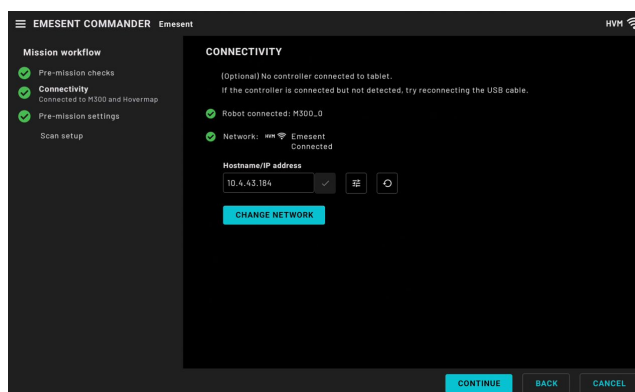 EMESENT COMMANDER Emesent
HVM
Mission workflow
Pre-mission checks
Connectivity
Connected to M300 and Hovermap
Pre-mission settings
Scan setup
CONNECTIVITY
(Optional) No controller connected to tablet.
If the controller is connected but not detected, try reconnecting the USB cable.
Robot connected: M300_0
Network: HVM Emesent
Connected
Hostname/IP address
10.4.43.184
CHANGE NETWORK
CONTINUE BACK CANCEL